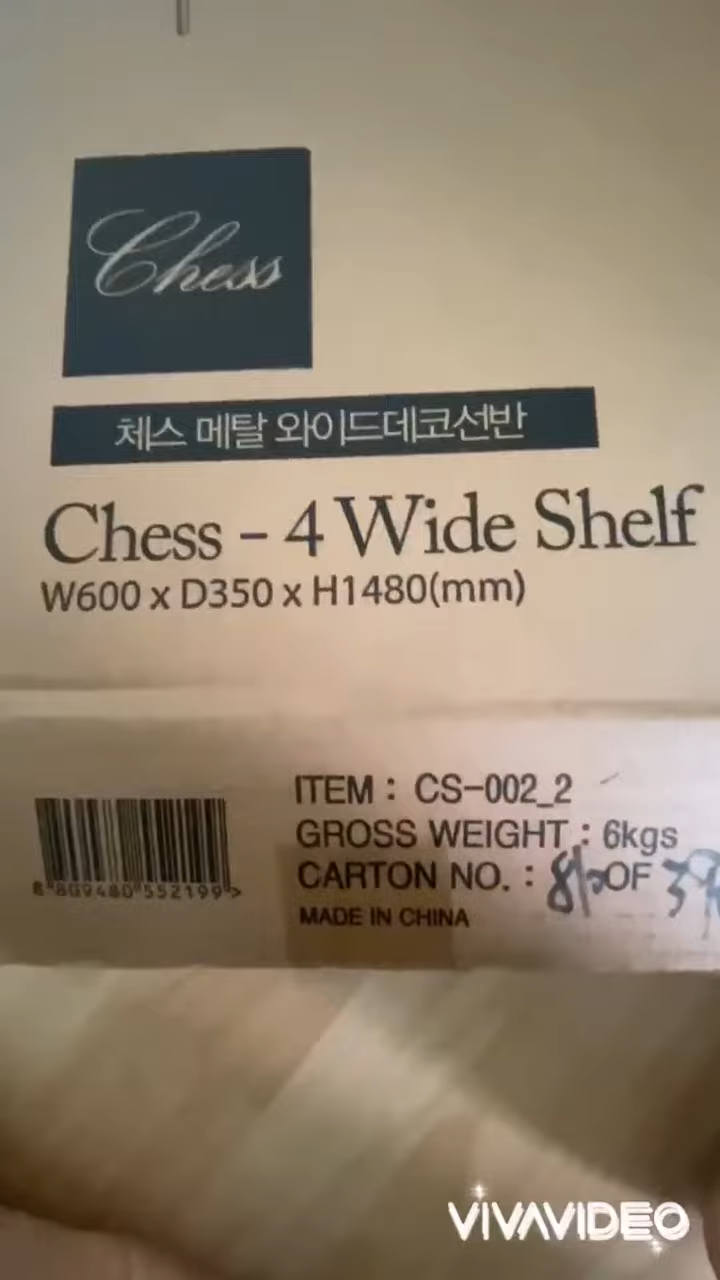 Chess
체스 메탈 와이드데코선반
Chess - 4 Wide Shelf
W600 x D350 x H1480(mm)
ITEM : CS-002_2
GROSS WEIGHT : 6kgs
CARTON NO. : OF
MADE IN CHINA
8 809480 552199 >
VIVAVIDEO